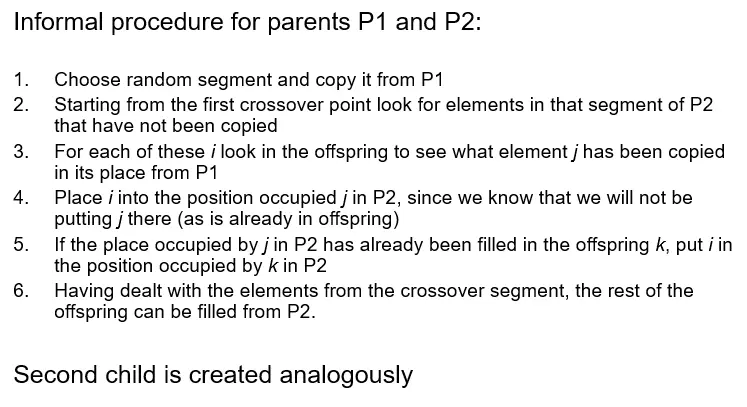 Informal procedure for parents P1 and P2:
1. Choose random segment and copy it from P1
2. Starting from the first crossover point look for elements in that segment of P2
that have not been copied
3. For each of these i look in the offspring to see what element j has been copied
in its place from P1
4. Place i into the position occupied j in P2, since we know that we will not be
putting j there (as is already in offspring)
5. If the place occupied by j in P2 has already been filled in the offspring k, put i in
the position occupied by k in P2
6. Having dealt with the elements from the crossover segment, the rest of the
offspring can be filled from P2.
Second child is created analogously